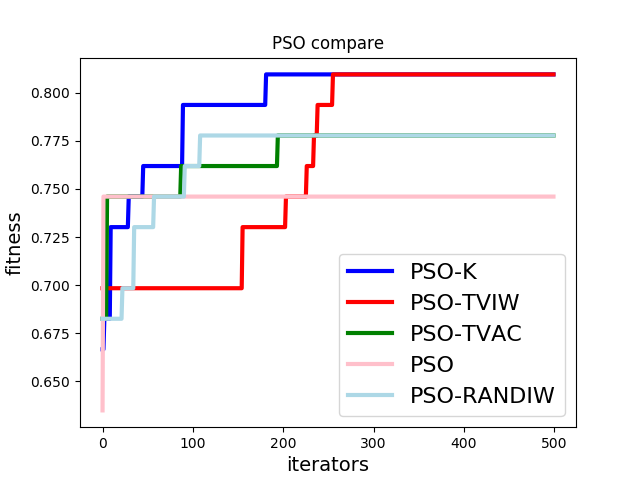 PSO compare
fitness
0.800
0.775
0.750
0.725
0.700
0.675
0.650
PSO-K
PSO-TVIW
PSO-TVAC
PSO
PSO-RANDIW
0 100 200 300 400 500
iterators